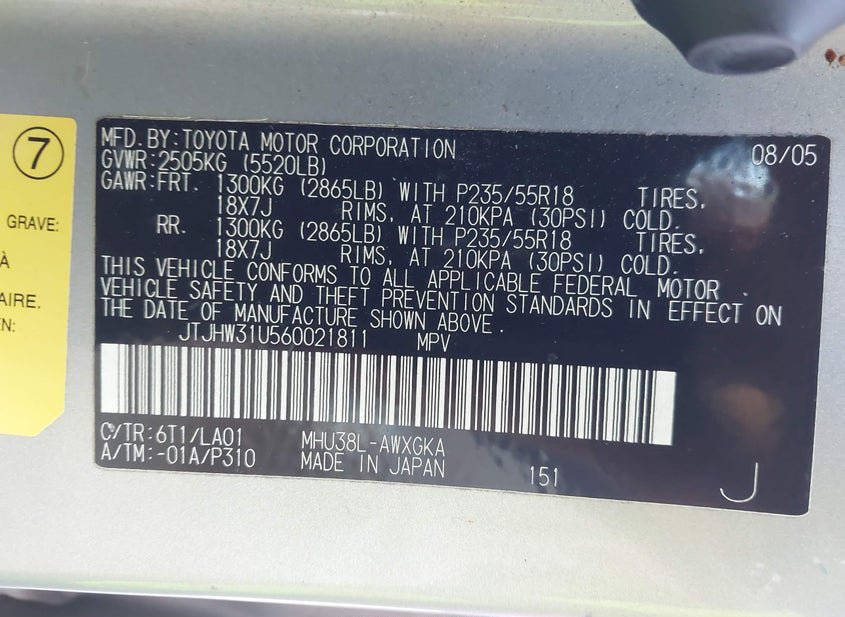 7
GRAVE:
À
AIRE.
EN:
MFD.BY:TOYOTA MOTOR CORPORATION 08/05
GVWR:2505KG (5520LB)
GAWR:FRT. 1300KG (2865LB) WITH P235/55R18 TIRES,
18X7J RIMS, AT 210KPA (30PSI) COLD.
RR. 1300KG (2865LB) WITH P235/55R18 TIRES,
18X7J RIMS, AT 210KPA (30PSI) COLD.
THIS VEHICLE CONFORMS TO ALL APPLICABLE FEDERAL MOTOR
VEHICLE SAFETY AND THEFT PREVENTION STANDARDS IN EFFECT ON
THE DATE OF MANUFACTURE SHOWN ABOVE.
JTJHW31U560021811 MPV
C/TR:6T1/LA01 MHU38L-AWXGKA
A/TM:-01A/P310 MADE IN JAPAN 151 J